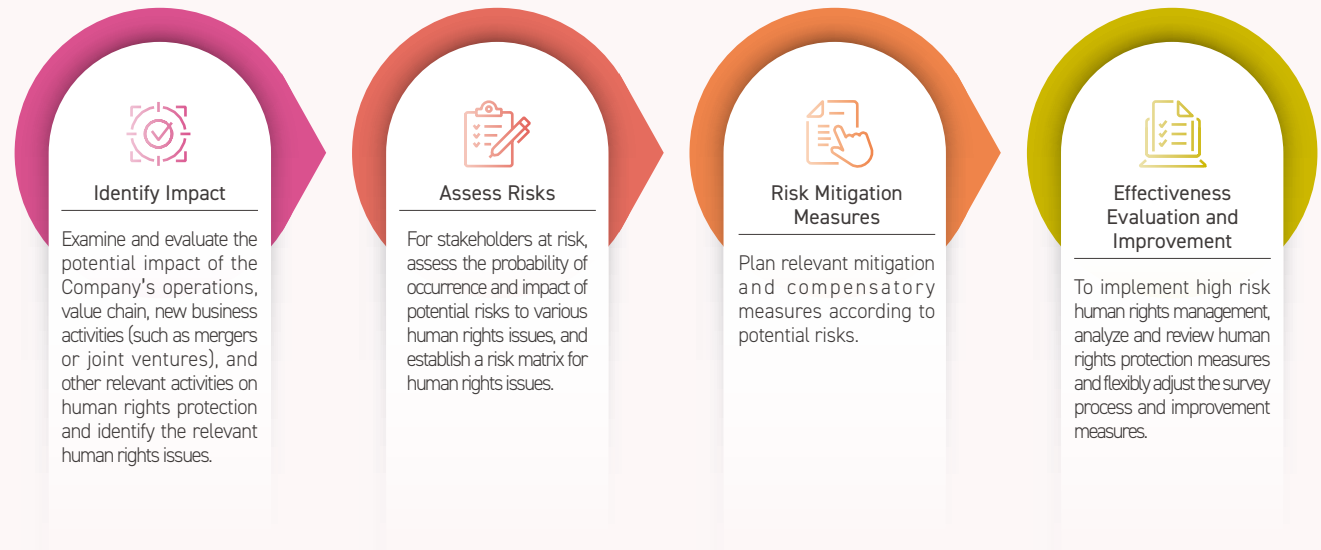 Identify Impact
Examine and evaluate the
potential impact of the
Company's operations,
value chain, new business
activities (such as mergers
or joint ventures), and
other relevant activities on
human rights protection
and identify the relevant
human rights issues.
Assess Risks
For stakeholders at risk,
assess the probability of
occurrence and impact of
potential risks to various
human rights issues, and
establish a risk matrix for
human rights issues.
Risk Mitigation
Measures
Plan relevant mitigation
and compensatory
measures according to
potential risks.
Effectiveness
Evaluation and
Improvement
To implement high risk
human rights management,
analyze and review human
rights protection measures
and flexibly adjust the survey
process and improvement
measures.